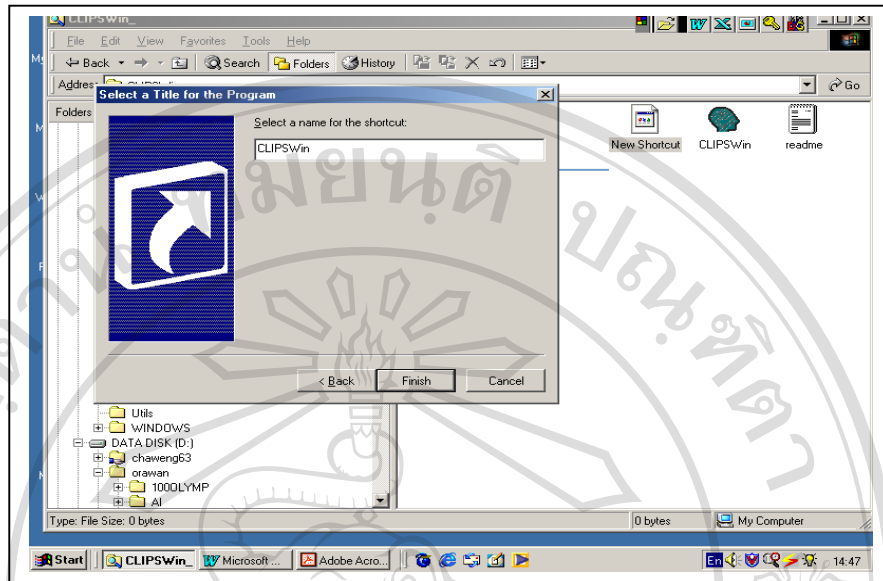 CLIPSWin_
File Edit View Favorites Tools Help
Back Search Folders History
Address Go
Select a Title for the Program
Folders
Select a name for the shortcut:
CLIPSWin
New Shortcut CLIPSWin readme
< Back Finish Cancel
Utils
WINDOWS
DATA DISK (D:)
chaweng63
orawan
100OLYMP
AI
Type: File Size: 0 bytes 0 bytes My Computer
Start CLIPSWin_ Microsoft ... Adobe Acro... En 14:47